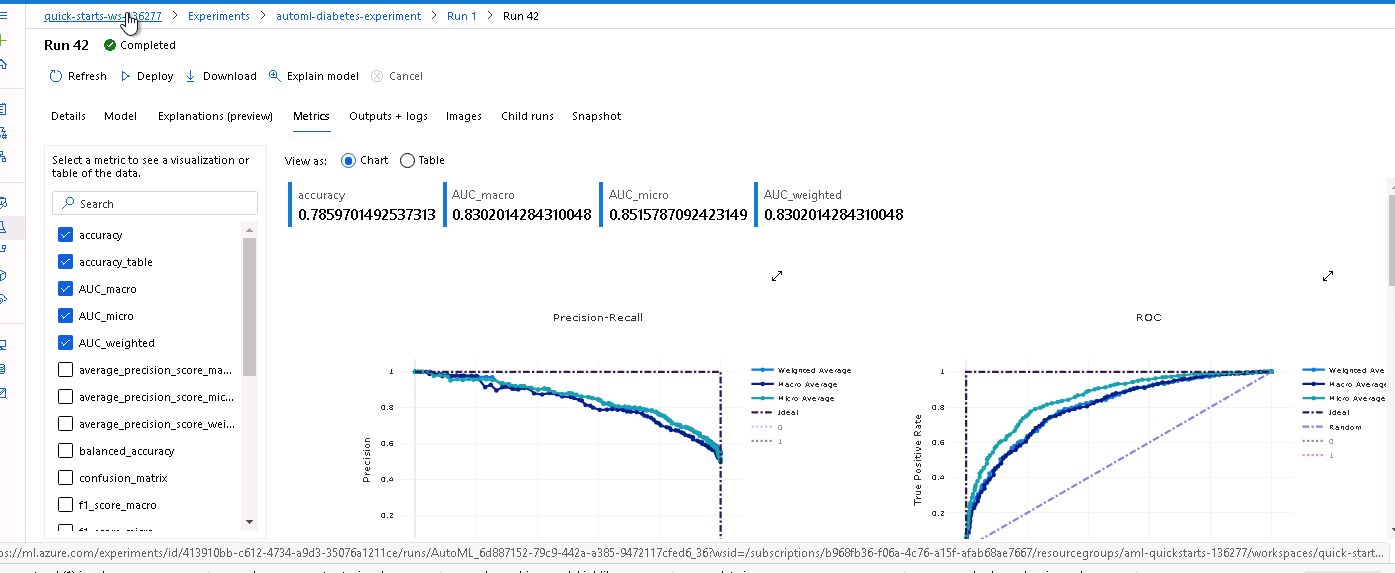 quick-starts-ws-136277 > Experiments > automl-diabetes-experiment > Run 1 > Run 42
Run 42 Completed
Refresh Deploy Download Explain model Cancel
Details Model Explanations (preview) Metrics Outputs + logs Images Child runs Snapshot
Select a metric to see a visualization or
table of the data.
Search
accuracy
accuracy_table
AUC_macro
AUC_micro
AUC_weighted
average_precision_score_ma...
average_precision_score_mic...
average_precision_score_wei...
balanced_accuracy
confusion_matrix
f1_score_macro
f1_score_micro
View as: Chart Table
accuracy AUC_macro AUC_micro AUC_weighted
0.7859701492537313 0.8302014284310048 0.8515787092423149 0.8302014284310048
Precision-Recall
Precision
1
0.8
0.6
0.4
0.2
Weighted Average
Macro Average
Micro Average
Ideal
0
1
ROC
True Positive Rate
1
0.8
0.6
0.4
0.2
Weighted Ave
Macro Average
Micro Average
Ideal
Random
0
1
ps://ml.azure.com/experiments/id/413910bb-c612-4734-a9d3-35076a1211ce/runs/AutoML_6d887152-79c9-442a-a385-9472117cfed6_36?wsid=/subscriptions/b968fb36-f06a-4c76-a15f-afab68ae7667/resourcegroups/aml-quickstarts-136277/workspaces/quick-start...